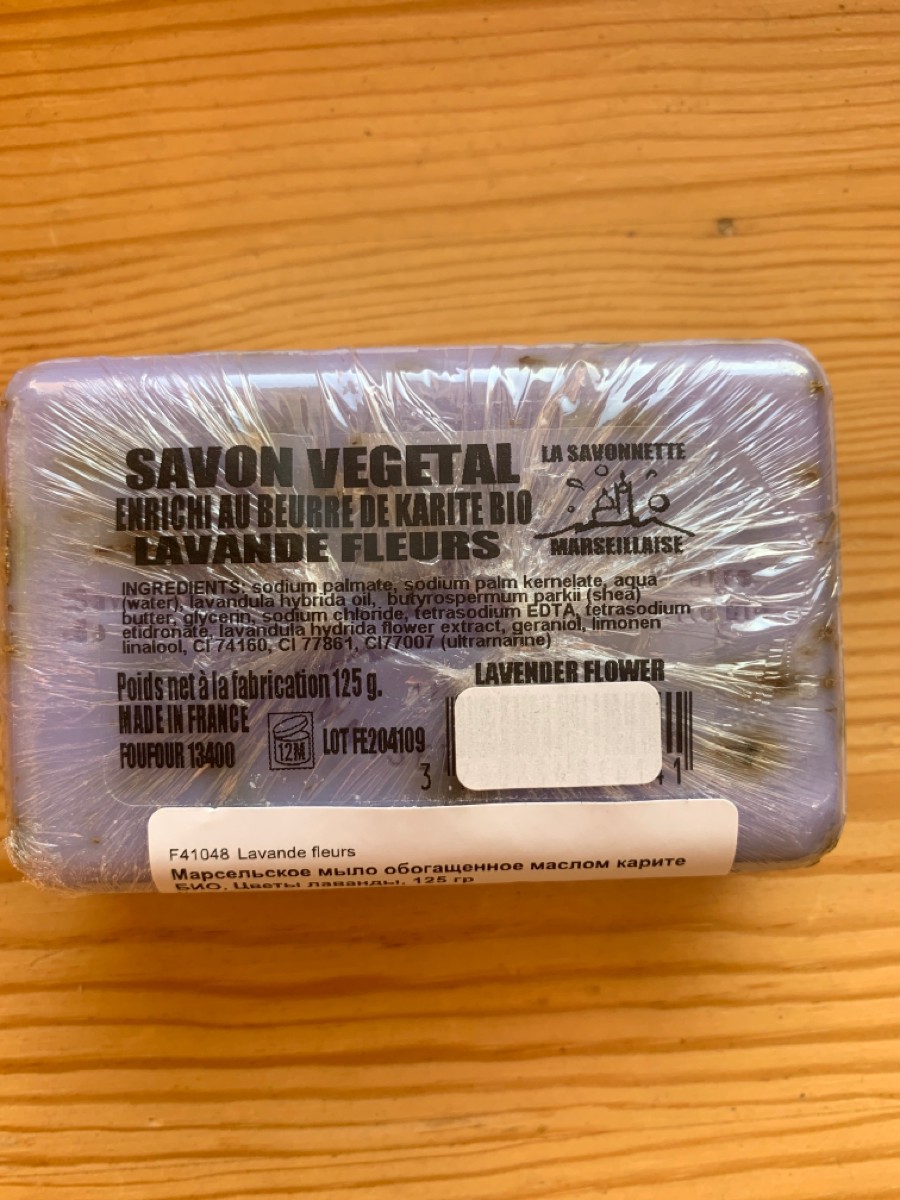 SAVON VEGETAL
ENRICHI AU BEURRE DE KARITE BIO
LAVANDE FLEURS
LA SAVONNETTE
MARSEILLAISE
INGREDIENTS: sodium palmate, sodium palm kernelate, aqua
(water), lavandula hybrida oil, butyrospermum parkii (shea)
butter, glycerin, sodium chloride, tetrasodium EDTA, tetrasodium
etidronate, lavandula hydrida flower extract, geraniol, limonen
linalool, CI 74160, CI 77861, CI77007 (ultramarine)
Poids net à la fabrication 125 g.
MADE IN FRANCE
FOUFOUR 13400
12M
LOT FE204109
LAVENDER FLOWER
3
41
F41048 Lavande fleurs
Марсельское мыло обогащенное маслом карите
БИО. Цветы лаванды, 125 гр